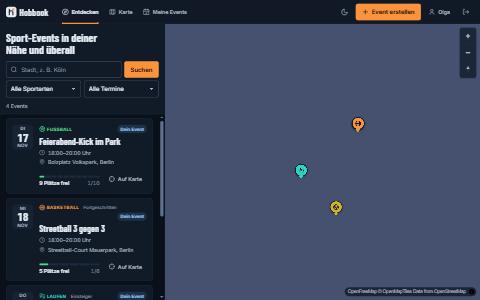 Hobbook
Entdecken
Karte
Meine Events
Event erstellen
Olga
Sport-Events in deiner
Nähe und überall
Stadt, z. B. Köln
Suchen
Alle Sportarten
Alle Termine
4 Events
DI
17
NOV
FUSSBALL
Dein Event
Feierabend-Kick im Park
18:00–20:00 Uhr
Bolzplatz Volkspark, Berlin
9 Plätze frei
1/10
Auf Karte
MI
18
NOV
BASKETBALL
Fortgeschritten
Dein Event
Streetball 3 gegen 3
18:00–20:00 Uhr
Streetball-Court Mauerpark, Berlin
5 Plätze frei
1/6
Auf Karte
DO
LAUFEN
Einsteiger
Dein Event
OpenFreeMap © OpenMapTiles Data from OpenStreetMap